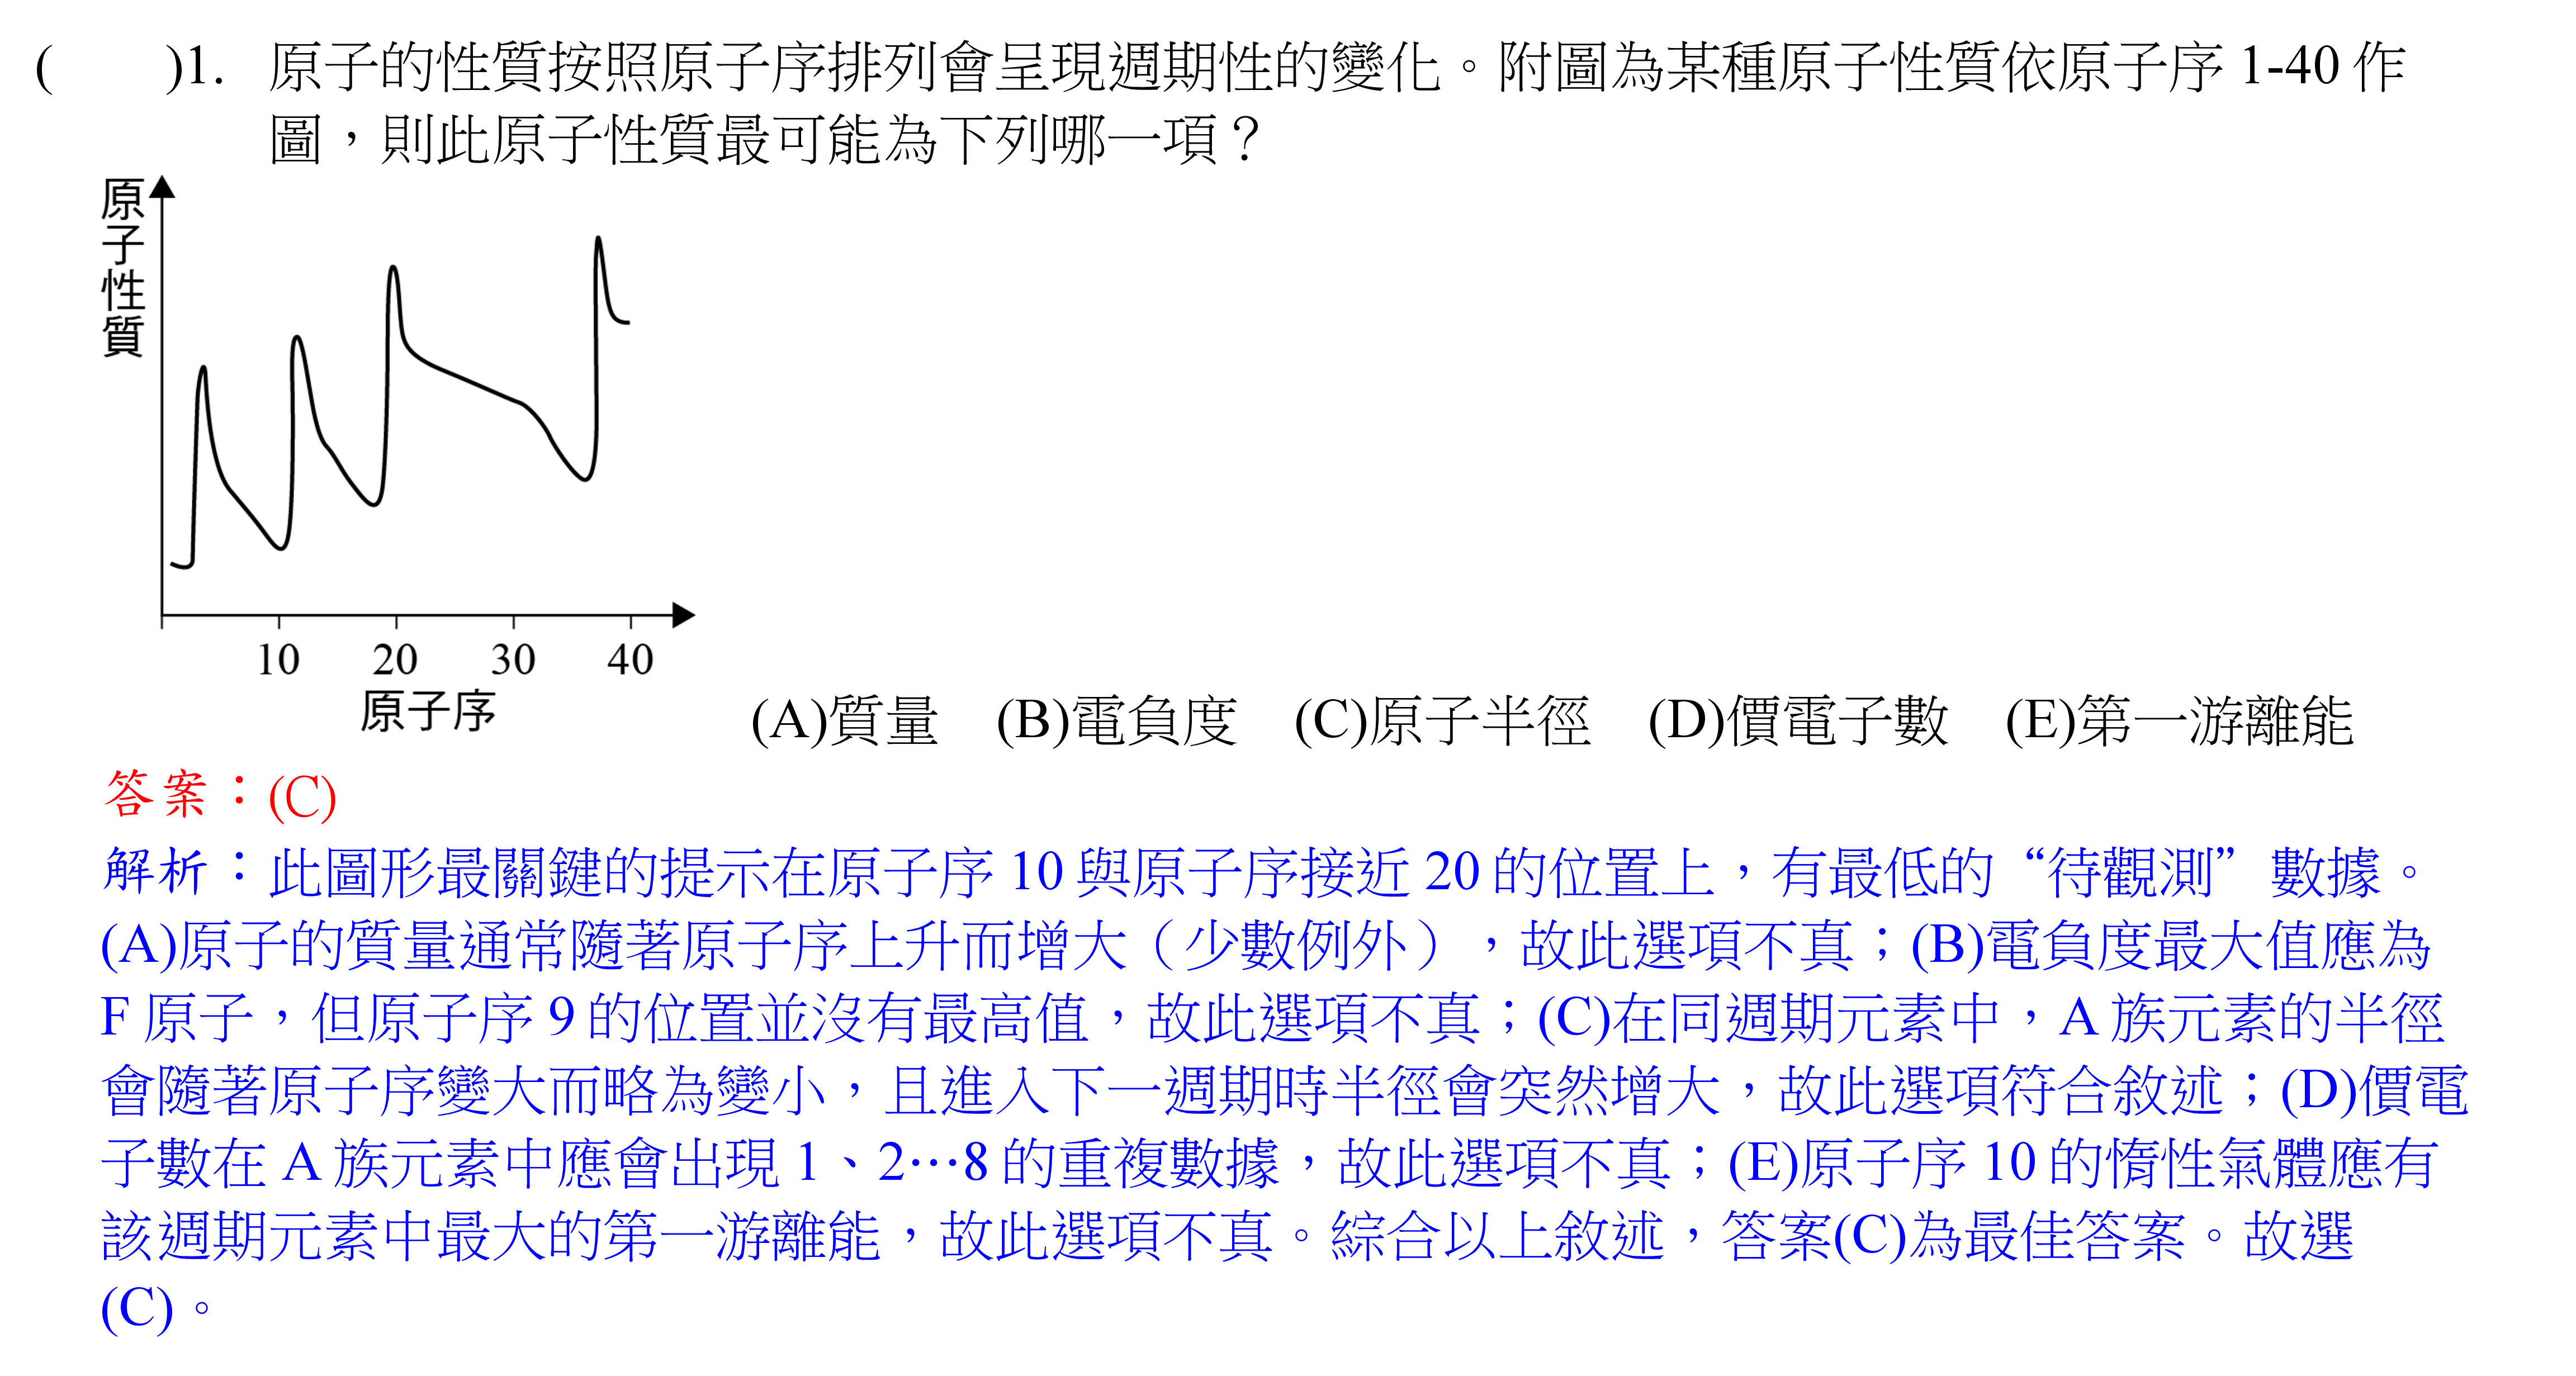 (　　)1. 原子的性質按照原子序排列會呈現週期性的變化。附圖為某種原子性質依原子序 1-40 作
圖，則此原子性質最可能為下列哪一項？
原子性質
10 20 30 40
原子序
(A)質量 (B)電負度 (C)原子半徑 (D)價電子數 (E)第一游離能
答案：(C)
解析：此圖形最關鍵的提示在原子序 10 與原子序接近 20 的位置上，有最低的“待觀測”數據。
(A)原子的質量通常隨著原子序上升而增大（少數例外），故此選項不真；(B)電負度最大值應為
F 原子，但原子序 9 的位置並沒有最高值，故此選項不真；(C)在同週期元素中，A 族元素的半徑
會隨著原子序變大而略為變小，且進入下一週期時半徑會突然增大，故此選項符合敘述；(D)價電
子數在 A 族元素中應會出現 1、2…8 的重複數據，故此選項不真；(E)原子序 10 的惰性氣體應有
該週期元素中最大的第一游離能，故此選項不真。綜合以上敘述，答案(C)為最佳答案。故選
(C)。